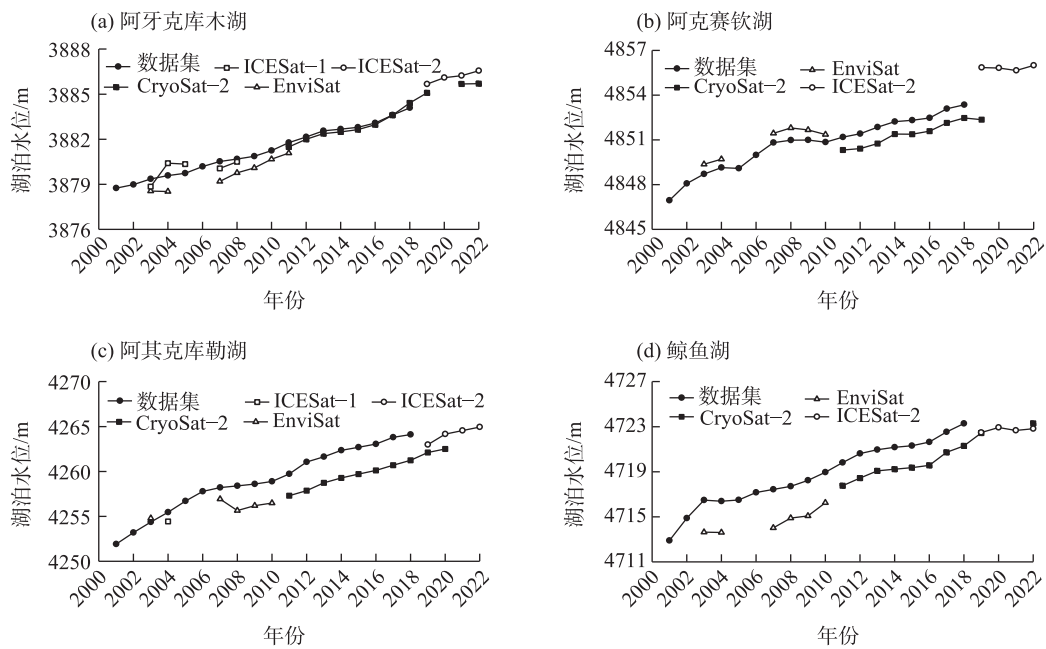 (a) 阿牙克库木湖
3888
3885
3882
3879
3876
湖泊水位/m
数据集
ICESat-1
ICESat-2
CryoSat-2
EnviSat
2000
2002
2004
2006
2008
2010
2012
2014
2016
2018
2020
2022
年份
(b) 阿克赛钦湖
4857
4854
4851
4848
4845
湖泊水位/m
数据集
EnviSat
CryoSat-2
ICESat-2
2000
2002
2004
2006
2008
2010
2012
2014
2016
2018
2020
2022
年份
(c) 阿其克库勒湖
4270
4265
4260
4255
4250
湖泊水位/m
数据集
ICESat-1
ICESat-2
CryoSat-2
EnviSat
2000
2002
2004
2006
2008
2010
2012
2014
2016
2018
2020
2022
年份
(d) 鲸鱼湖
4727
4723
4719
4715
4711
湖泊水位/m
数据集
EnviSat
CryoSat-2
ICESat-2
2000
2002
2004
2006
2008
2010
2012
2014
2016
2018
2020
2022
年份